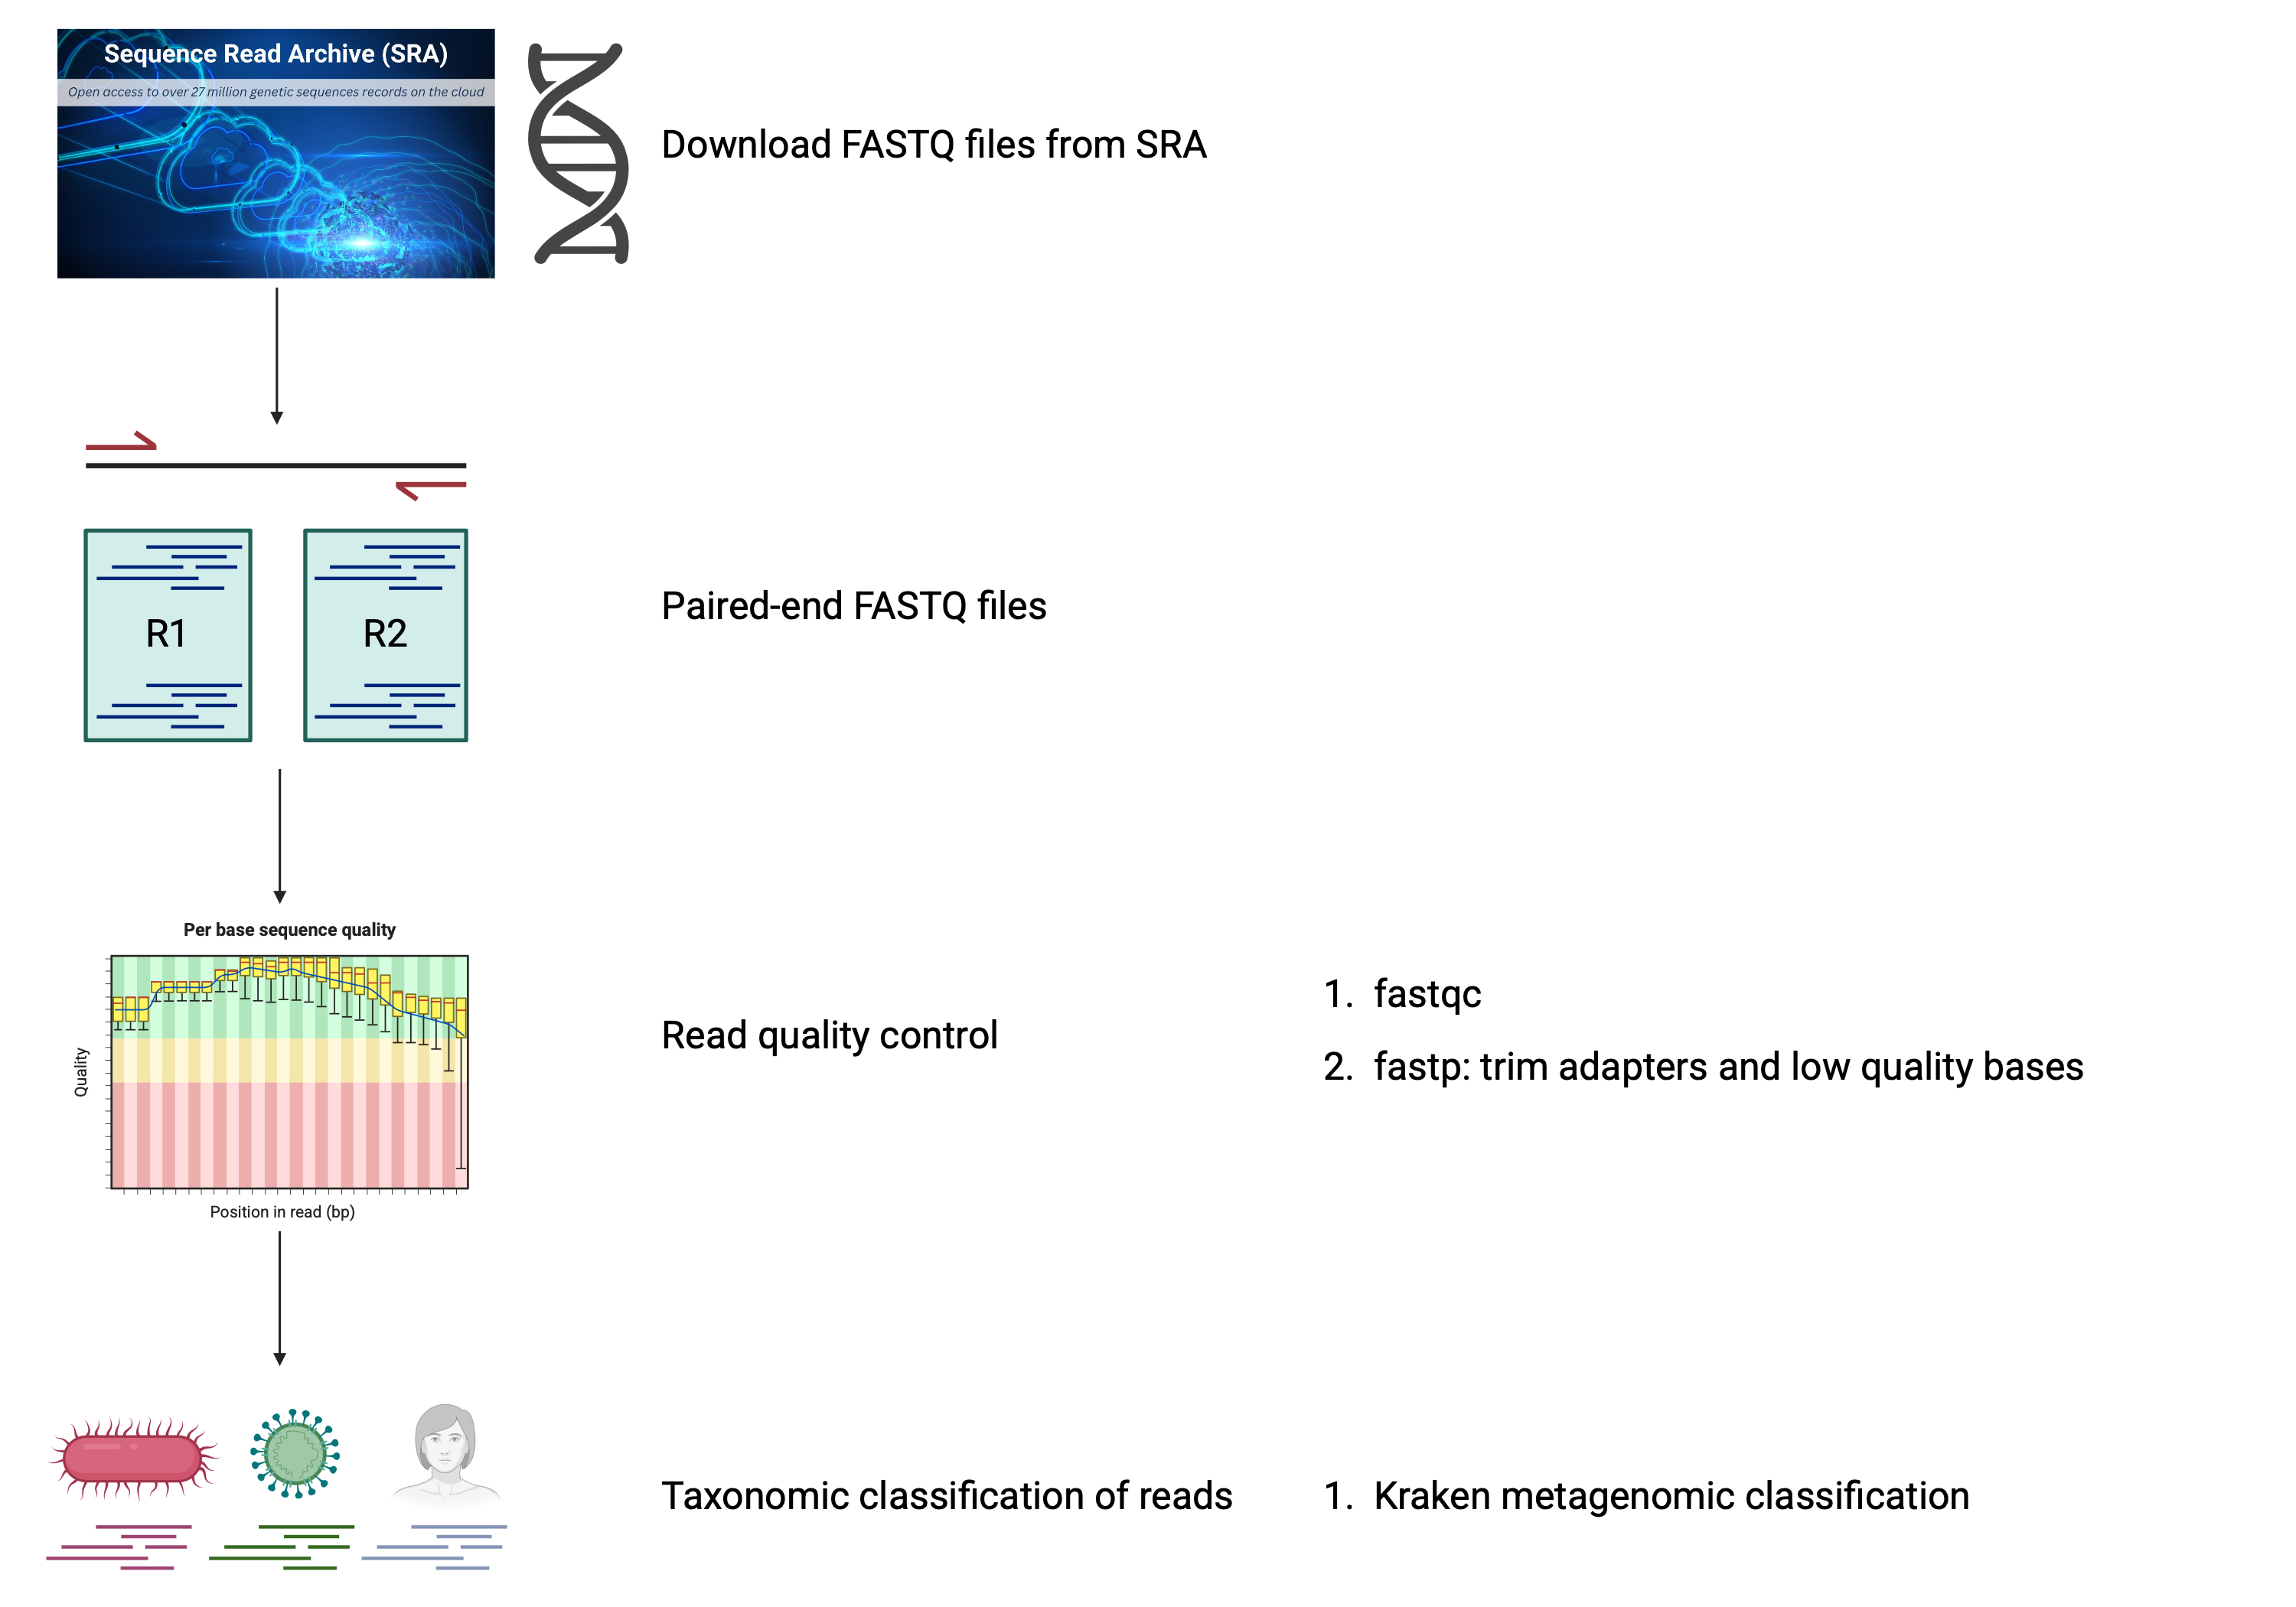 Sequence Read Archive (SRA)
Open access to over 27 million genetic sequences records on the cloud
Download FASTQ files from SRA
R1
R2
Paired-end FASTQ files
Per base sequence quality
Quality
Position in read (bp)
Read quality control
1. fastqc
2. fastp: trim adapters and low quality bases
Taxonomic classification of reads
1. Kraken metagenomic classification